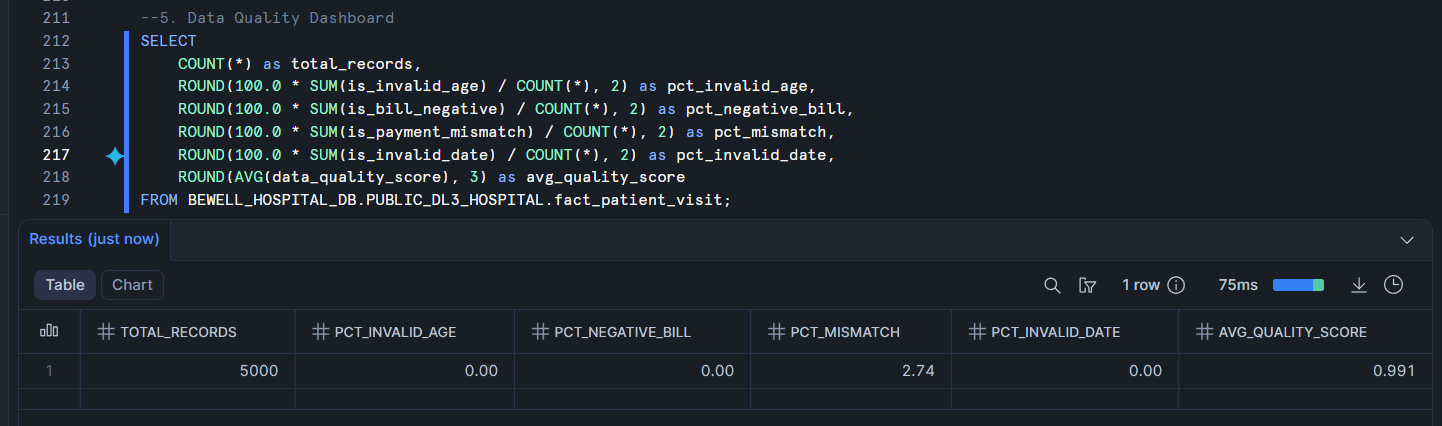 211 --5. Data Quality Dashboard
212 SELECT
213 COUNT(*) as total_records,
214 ROUND(100.0 * SUM(is_invalid_age) / COUNT(*), 2) as pct_invalid_age,
215 ROUND(100.0 * SUM(is_bill_negative) / COUNT(*), 2) as pct_negative_bill,
216 ROUND(100.0 * SUM(is_payment_mismatch) / COUNT(*), 2) as pct_mismatch,
217 ROUND(100.0 * SUM(is_invalid_date) / COUNT(*), 2) as pct_invalid_date,
218 ROUND(AVG(data_quality_score), 3) as avg_quality_score
219 FROM BEWELL_HOSPITAL_DB.PUBLIC_DL3_HOSPITAL.fact_patient_visit;
Results (just now)
Table Chart 1 row 75ms
TOTAL_RECORDS PCT_INVALID_AGE PCT_NEGATIVE_BILL PCT_MISMATCH PCT_INVALID_DATE AVG_QUALITY_SCORE
1 5000 0.00 0.00 2.74 0.00 0.991